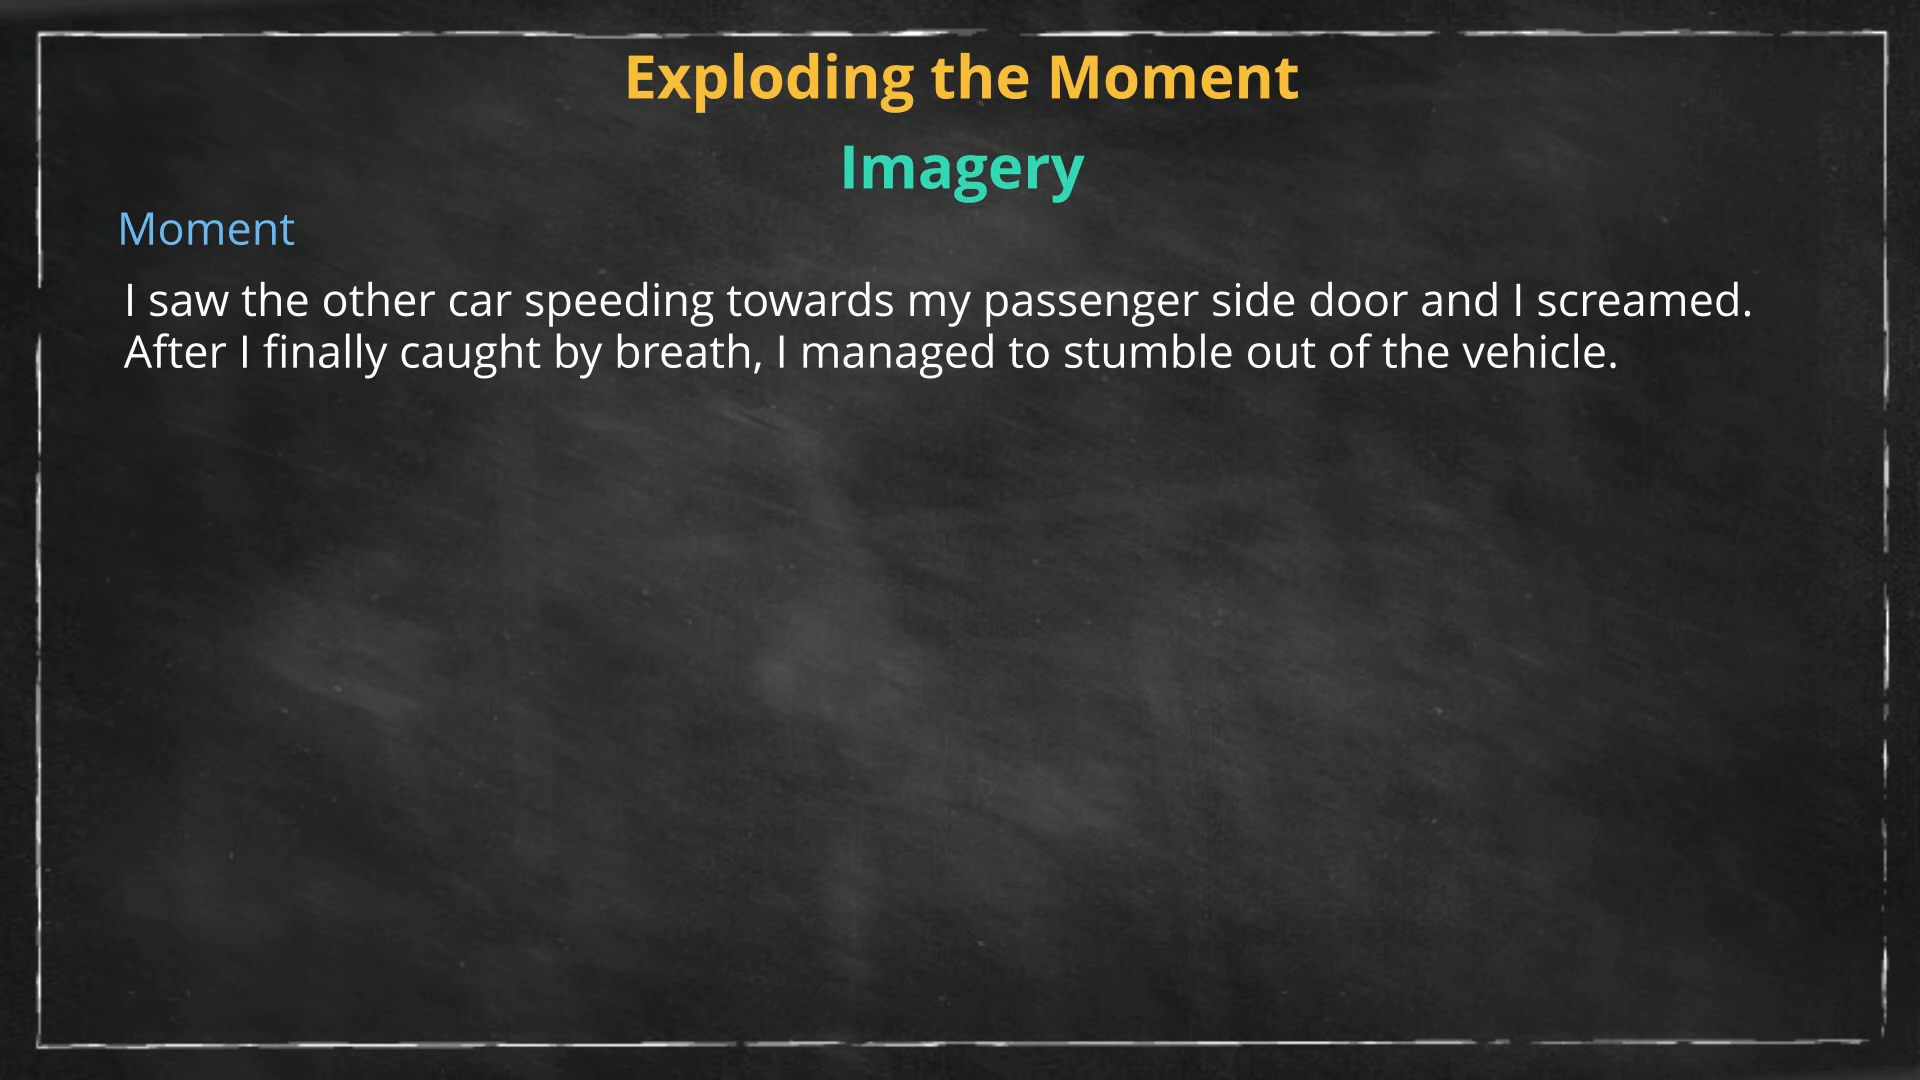 Exploding the Moment
Imagery
Moment
I saw the other car speeding towards my passenger side door and I screamed.
After I finally caught by breath, I managed to stumble out of the vehicle.